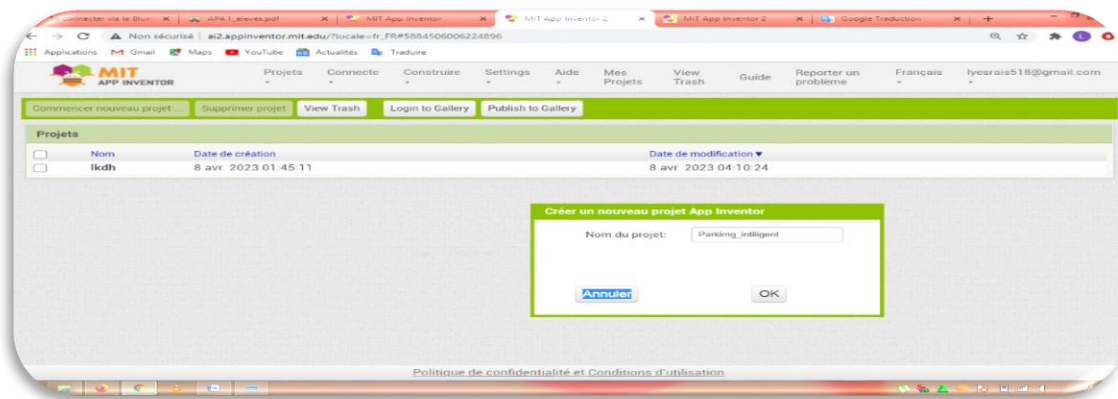 connecter via le Blue
AP4.1_eleves.pdf
MIT App Inventor
MIT App Inventor 2
MIT App Inventor 2
Google Traduction
Non sécurisé | ai2.appinventor.mit.edu/?locale=fr_FR#5884506006224896
Applications Gmail Maps YouTube Actualités Traduire
MIT APP INVENTOR
Projets Connecte Construire Settings Aide Mes Projets View Trash Guide Reporter un problème Français lyesrais518@gmail.com
Commencer nouveau projet ... Supprimer projet View Trash Login to Gallery Publish to Gallery
Projets
Nom Date de création Date de modification ▼
lkdh 8 avr. 2023 01:45:11 8 avr. 2023 04:10:24
Créer un nouveau projet App Inventor
Nom du projet: Parkimg_intiligent
Annuler OK
Politique de confidentialité et Conditions d'utilisation